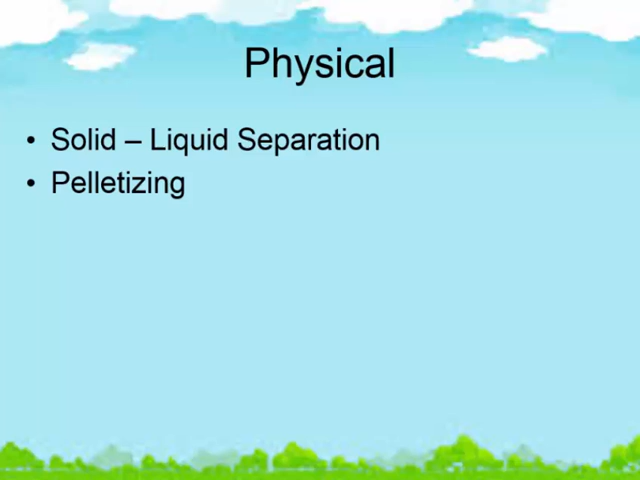 Physical
• Solid – Liquid Separation
• Pelletizing